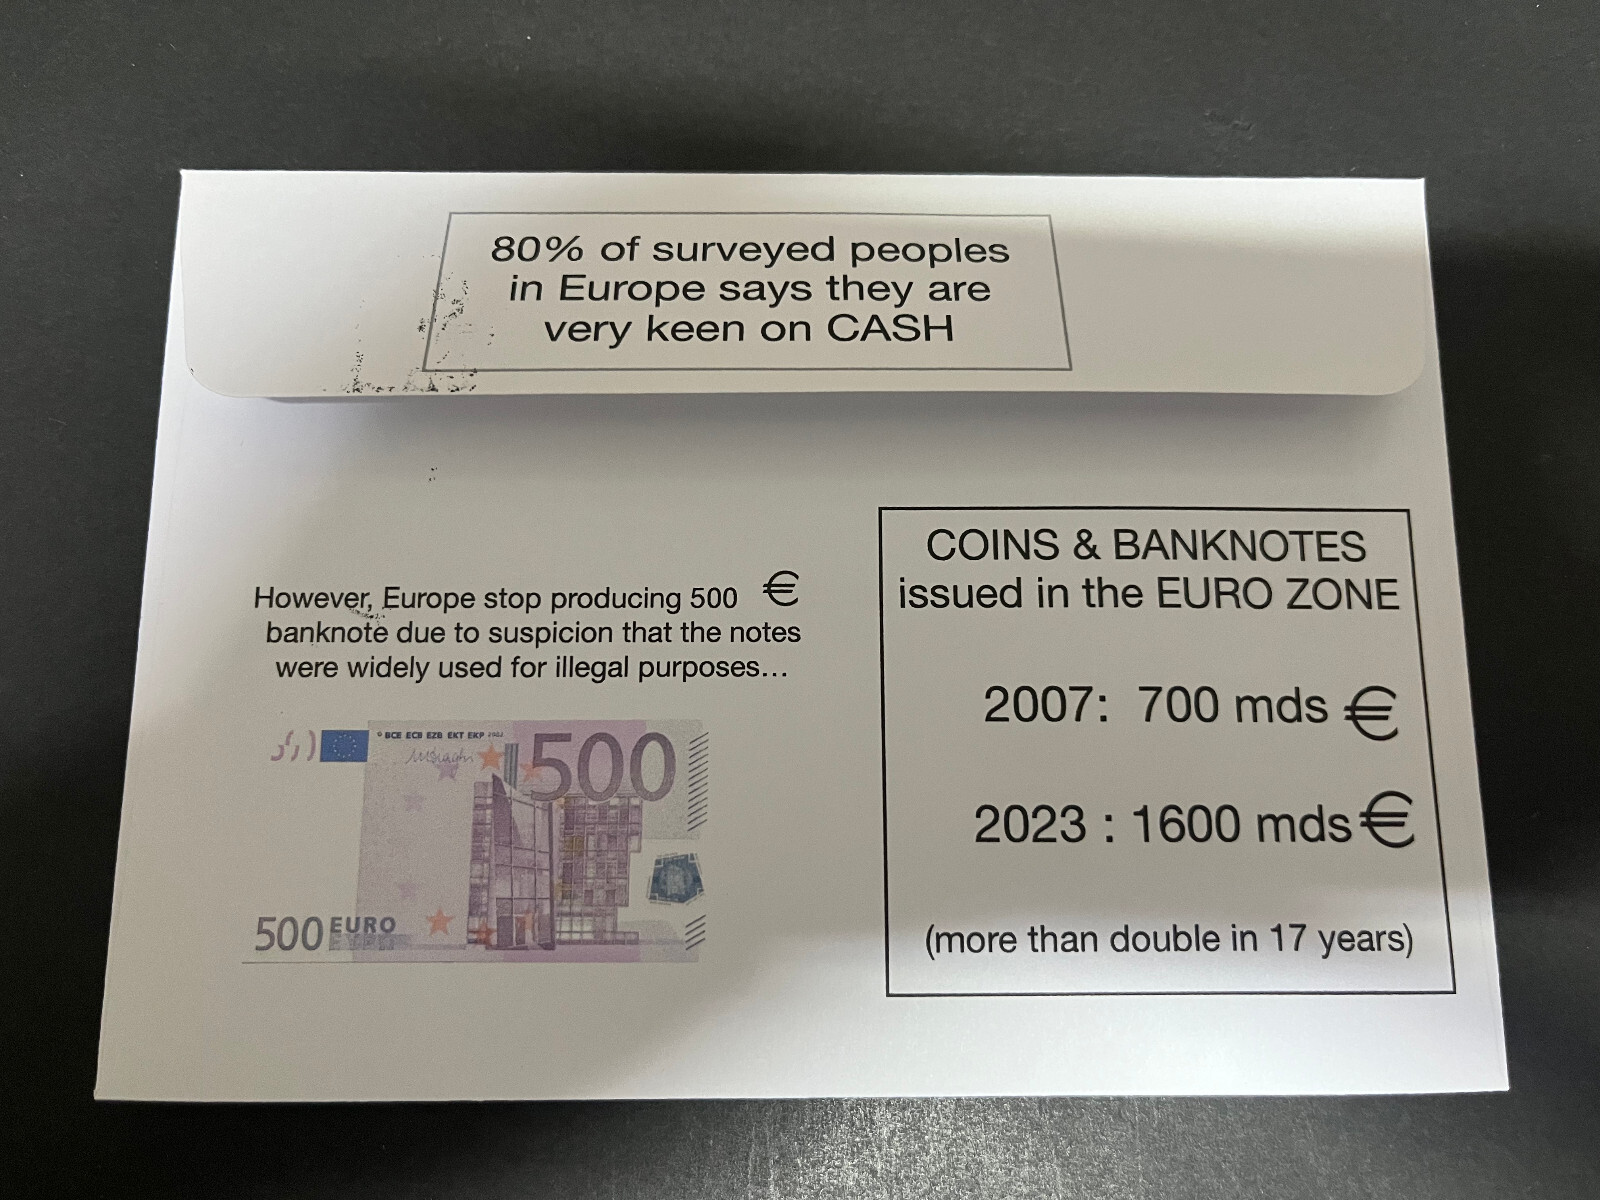 80% of surveyed peoples
in Europe says they are
very keen on CASH
However, Europe stop producing 500 €
banknote due to suspicion that the notes
were widely used for illegal purposes...
© BCE ECB EZB EKT EKP
500
500 EURO
ΕΥΡΩ
COINS & BANKNOTES
issued in the EURO ZONE
2007: 700 mds €
2023 : 1600 mds €
(more than double in 17 years)